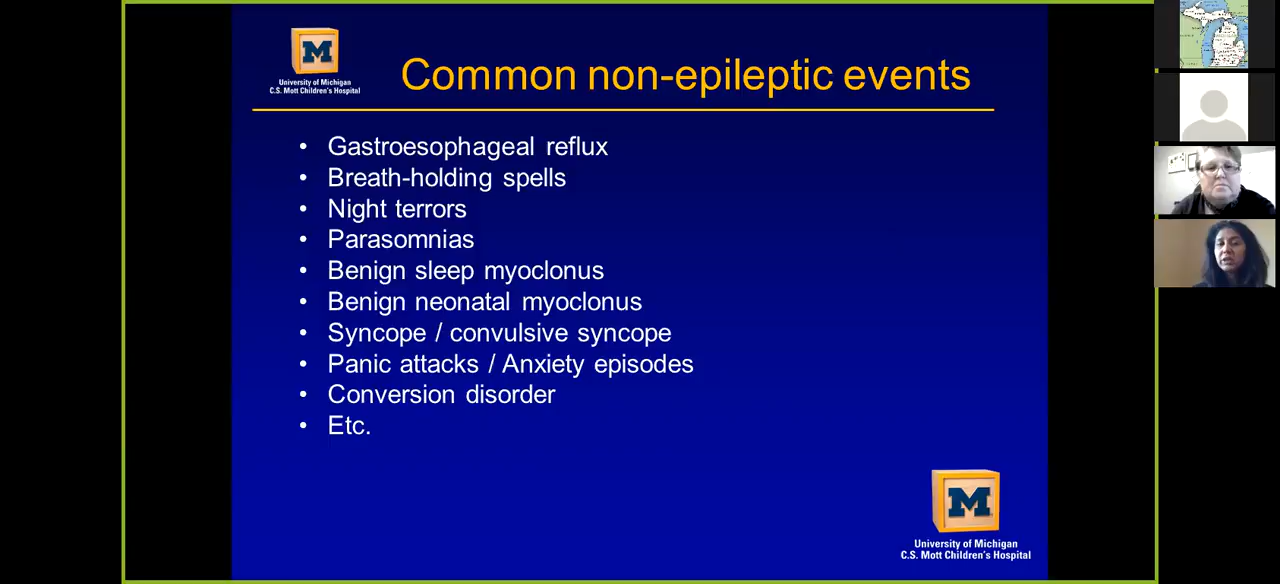 M
University of Michigan
C.S. Mott Children's Hospital
Common non-epileptic events
• Gastroesophageal reflux
• Breath-holding spells
• Night terrors
• Parasomnias
• Benign sleep myoclonus
• Benign neonatal myoclonus
• Syncope / convulsive syncope
• Panic attacks / Anxiety episodes
• Conversion disorder
• Etc.
M
University of Michigan
C.S. Mott Children's Hospital